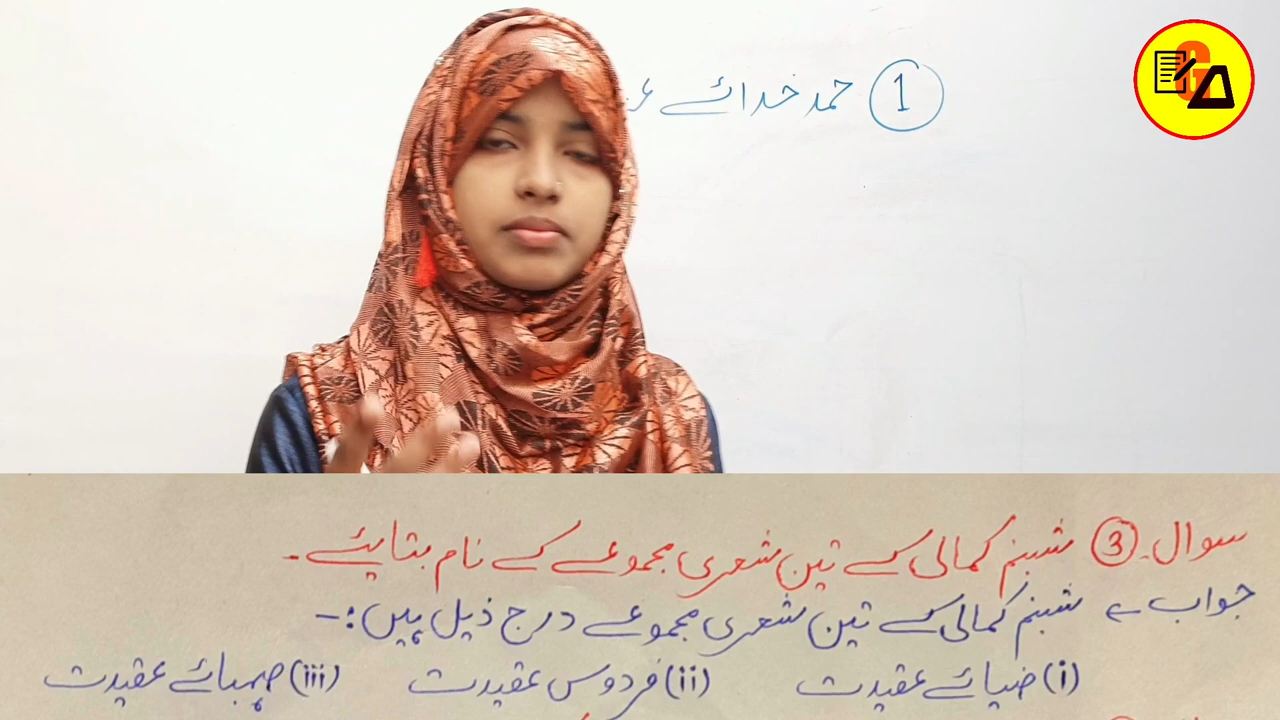 ① حمد خدائے
سوال۔ ③ شبنم کمالی کے تین شعری مجموعے کے نام بتایئے۔
جواب ے شبنم کمالی کے تین شعری مجموعے درج ذیل ہیں:-
(i) ضیائے عقیدت (ii) فردوس عقیدت (iii) صہبائے عقیدت